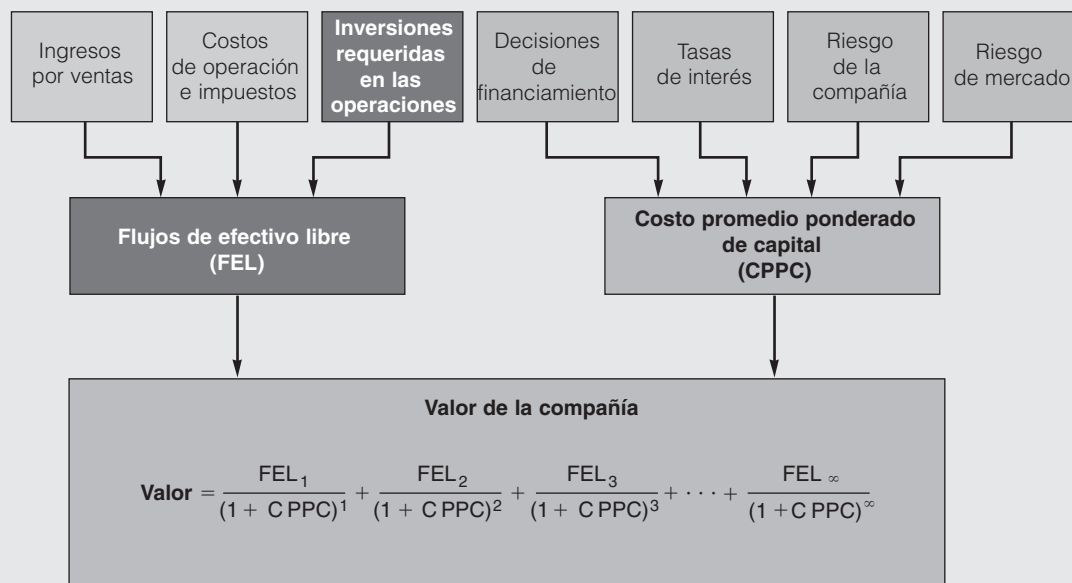 Ingresos
por ventas
Costos
de operación
e impuestos
Inversiones
requeridas
en las
operaciones
Decisiones
de
financiamiento
Tasas
de interés
Riesgo
de la
compañía
Riesgo
de mercado
Flujos de efectivo libre
(FEL)
Costo promedio ponderado
de capital
(CPPC)
Valor de la compañía
Valor = FEL₁/(1 + CPPC)¹ + FEL₂/(1 + CPPC)² + FEL₃/(1 + CPPC)³ + · · · + FEL∞/(1 + CPPC)^∞